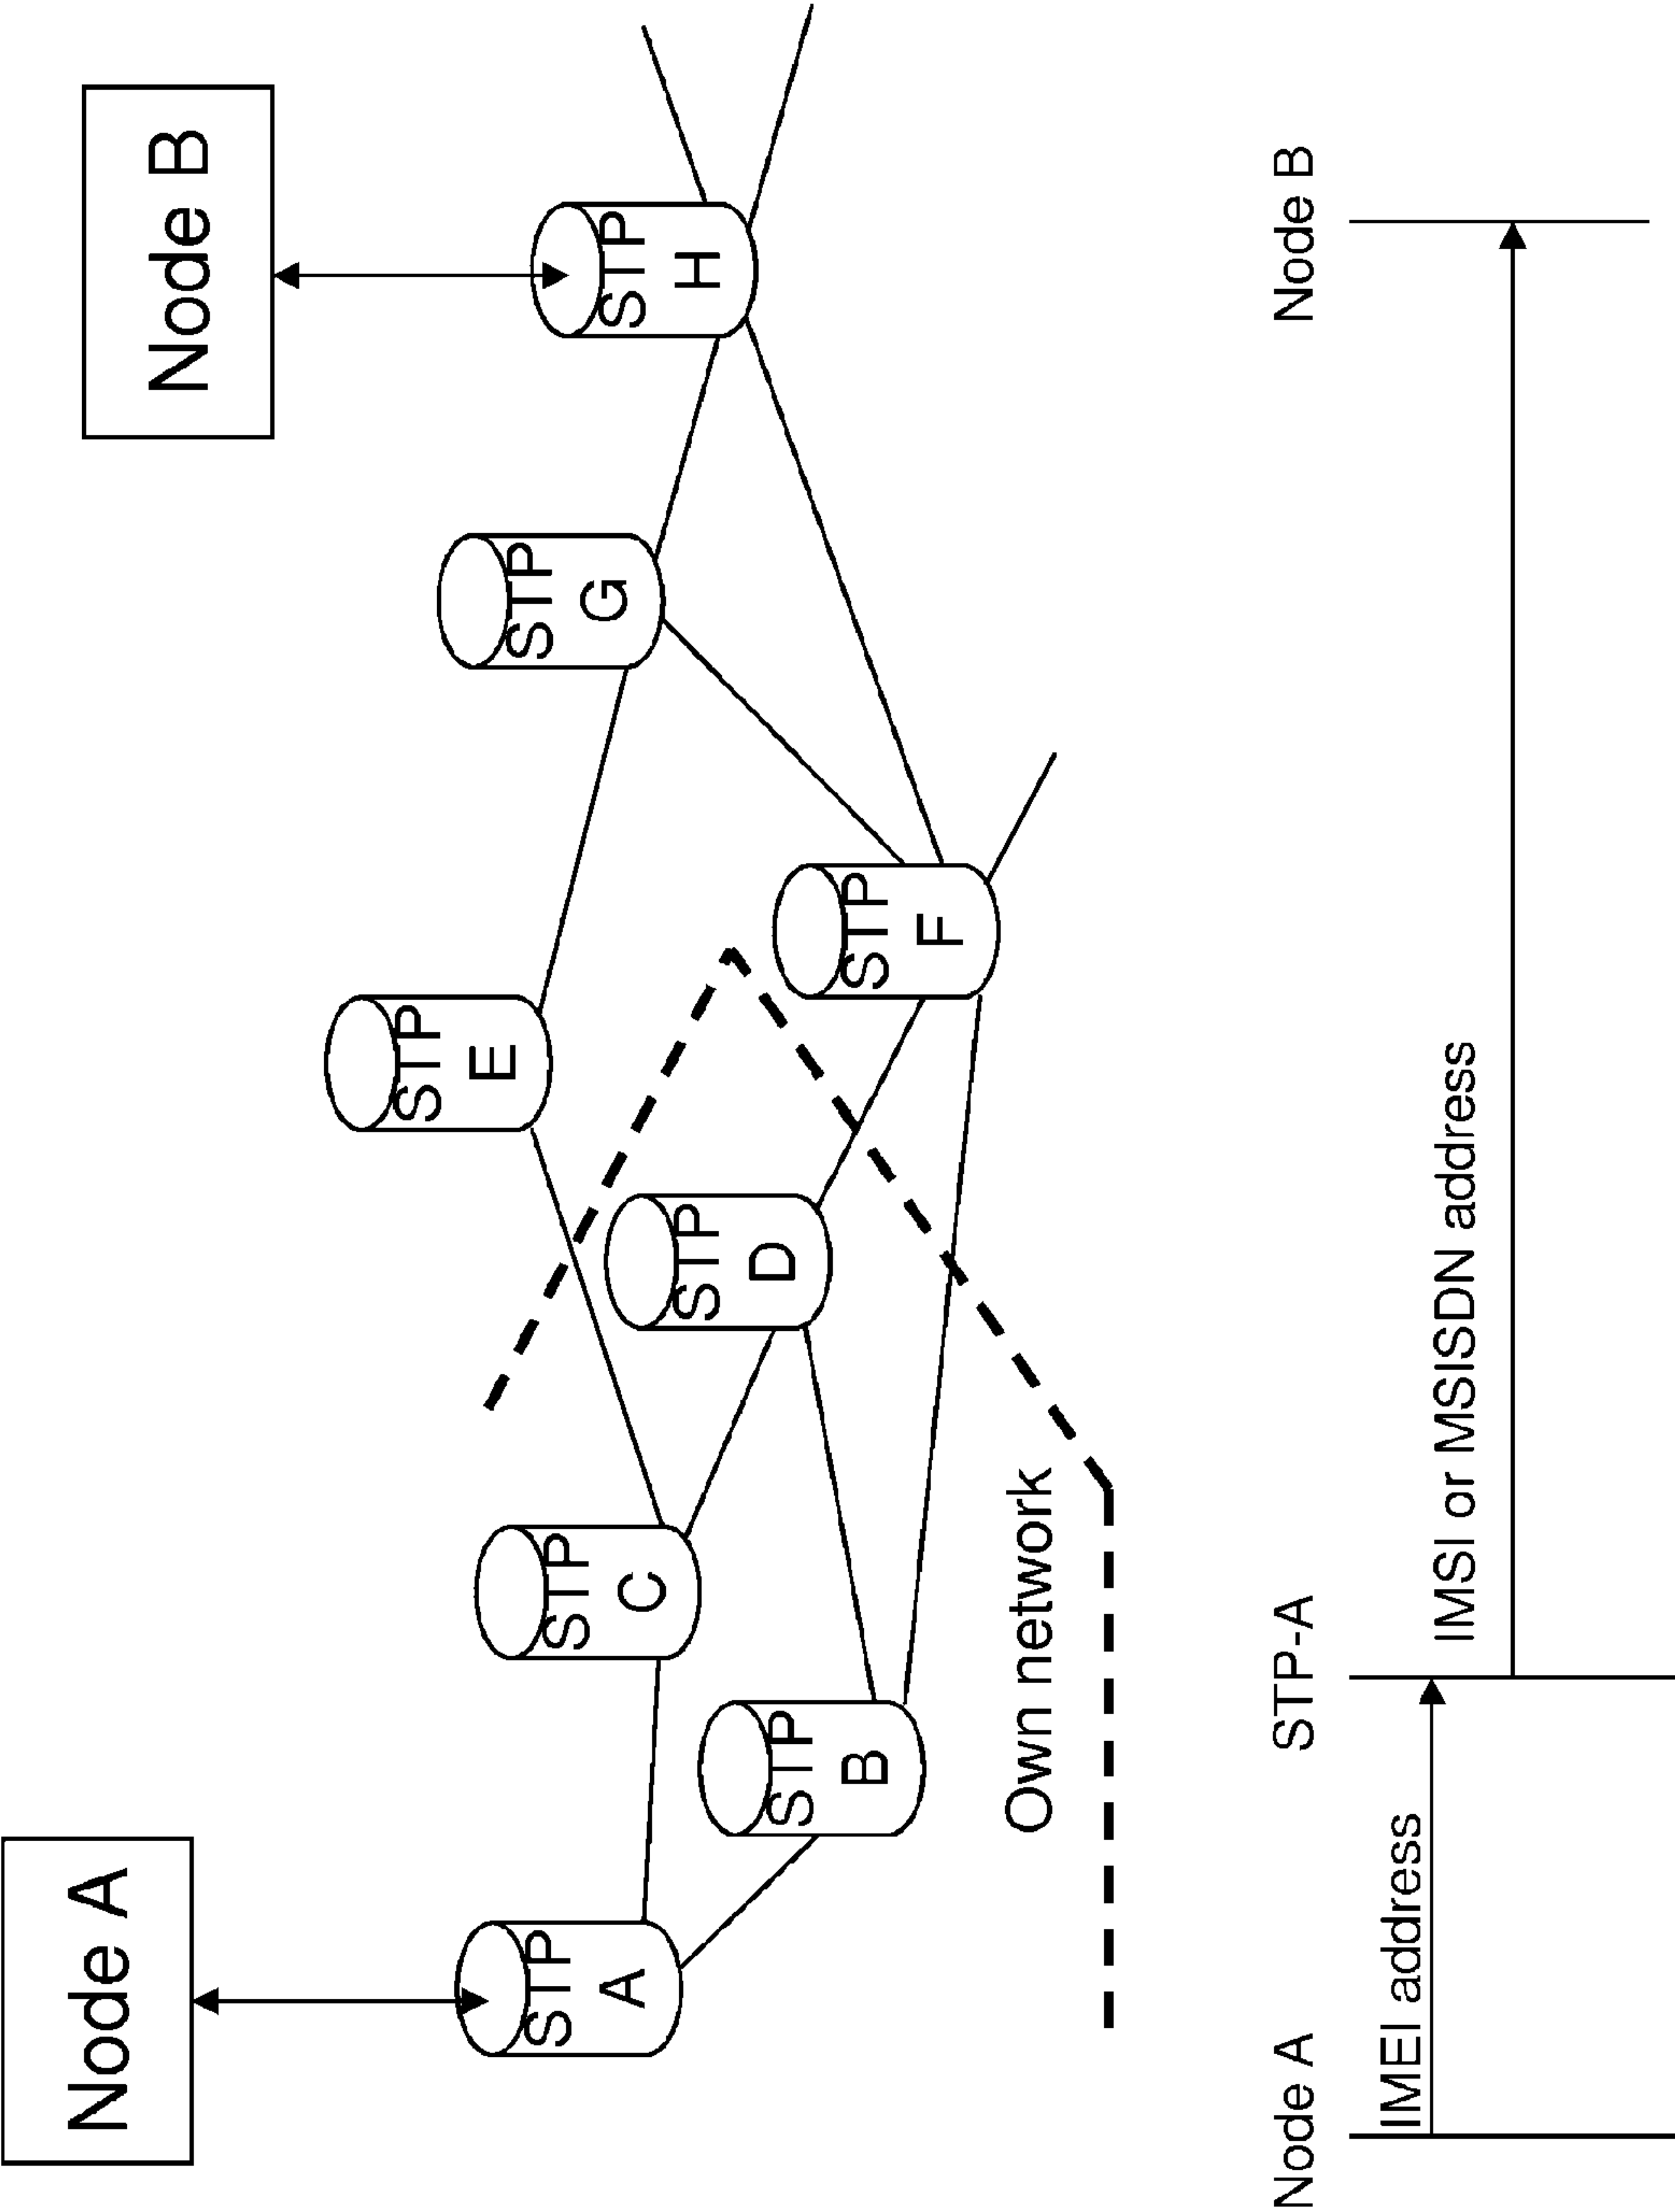 Node A
Node B
STP
E
STP
G
STP
A
STP
C
STP
H
STP
D
STP
B
STP
F
Own network
Node A
STP-A
Node B
IMEI address
IMSI or MSISDN address